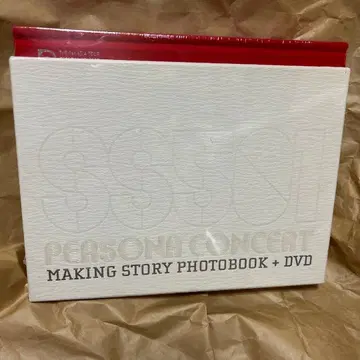 SS501
PERSONA CONCERT
MAKING STORY PHOTOBOOK + DVD